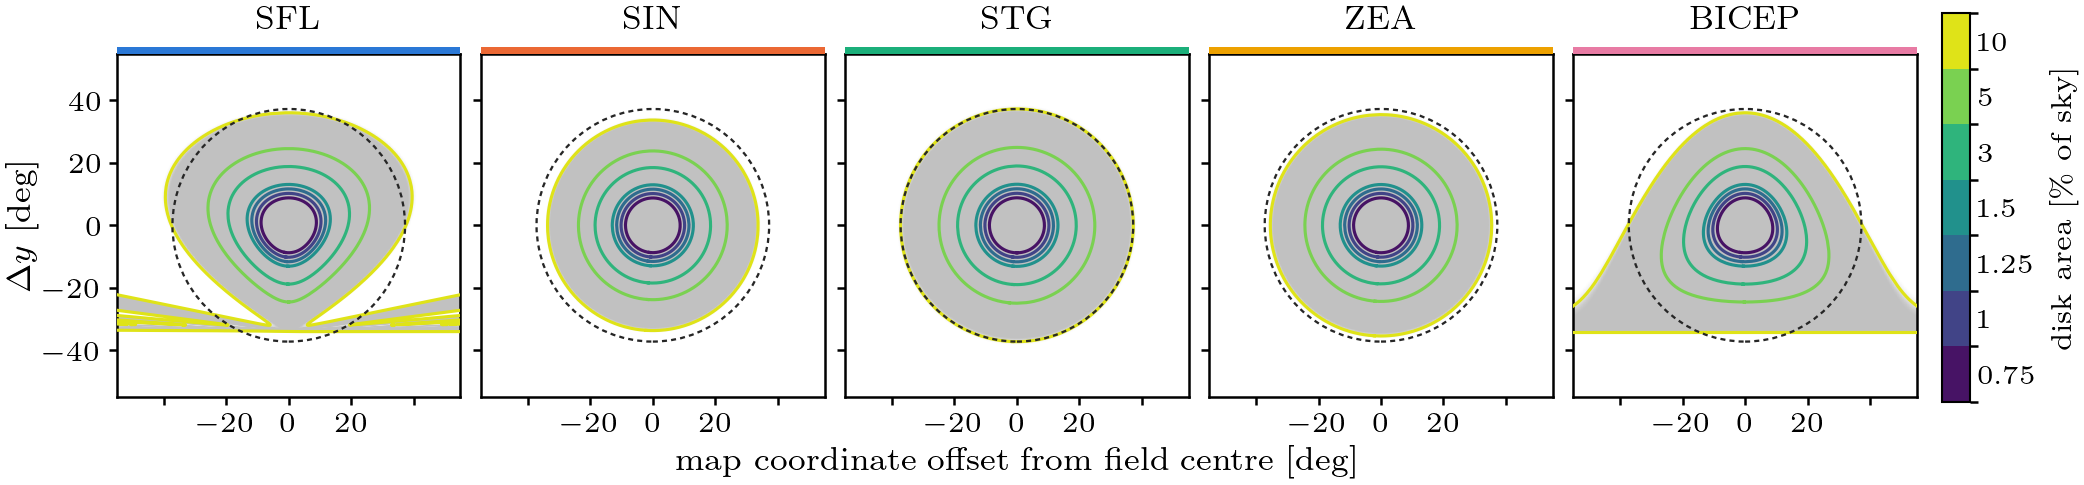 SFL SIN STG ZEA BICEP
40
20
0
−20
−40
Δy [deg]
−20 0 20 −20 0 20 −20 0 20 −20 0 20 −20 0 20
map coordinate offset from field centre [deg]
10
5
3
1.5
1.25
1
0.75
disk area [% of sky]